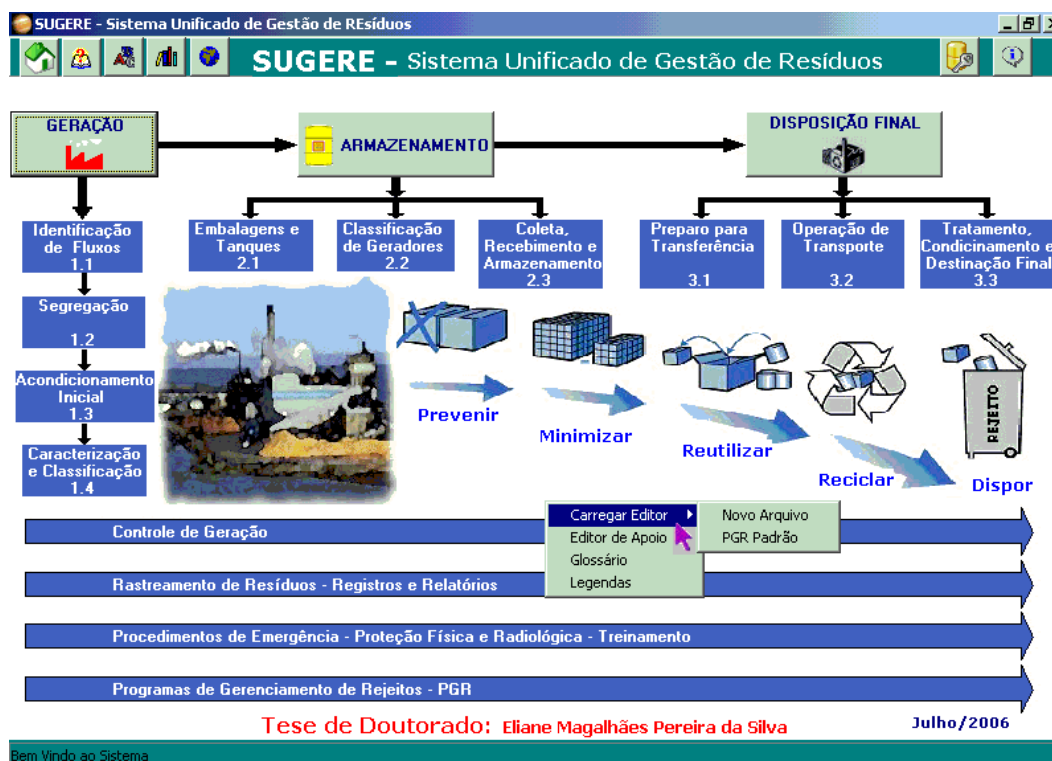 SUGERE - Sistema Unificado de Gestão de REsíduos
SUGERE - Sistema Unificado de Gestão de Resíduos
GERAÇÃO
ARMAZENAMENTO
DISPOSIÇÃO FINAL
Identificação
de Fluxos
1.1
Segregação
1.2
Acondicionamento
Inicial
1.3
Caracterização
e Classificação
1.4
Embalagens e
Tanques
2.1
Classificação
de Geradores
2.2
Coleta,
Recebimento e
Armazenamento
2.3
Preparo para
Transferência
3.1
Operação de
Transporte
3.2
Tratamento,
Condicinamento e
Destinação Final
3.3
Prevenir
Minimizar
Reutilizar
Reciclar
REJEITO
Dispor
Carregar Editor
Editor de Apoio
Glossário
Legendas
Novo Arquivo
PGR Padrão
Controle de Geração
Rastreamento de Resíduos - Registros e Relatórios
Procedimentos de Emergência - Proteção Física e Radiológica - Treinamento
Programas de Gerenciamento de Rejeitos - PGR
Tese de Doutorado: Eliane Magalhães Pereira da Silva
Julho/2006
Bem Vindo ao Sistema